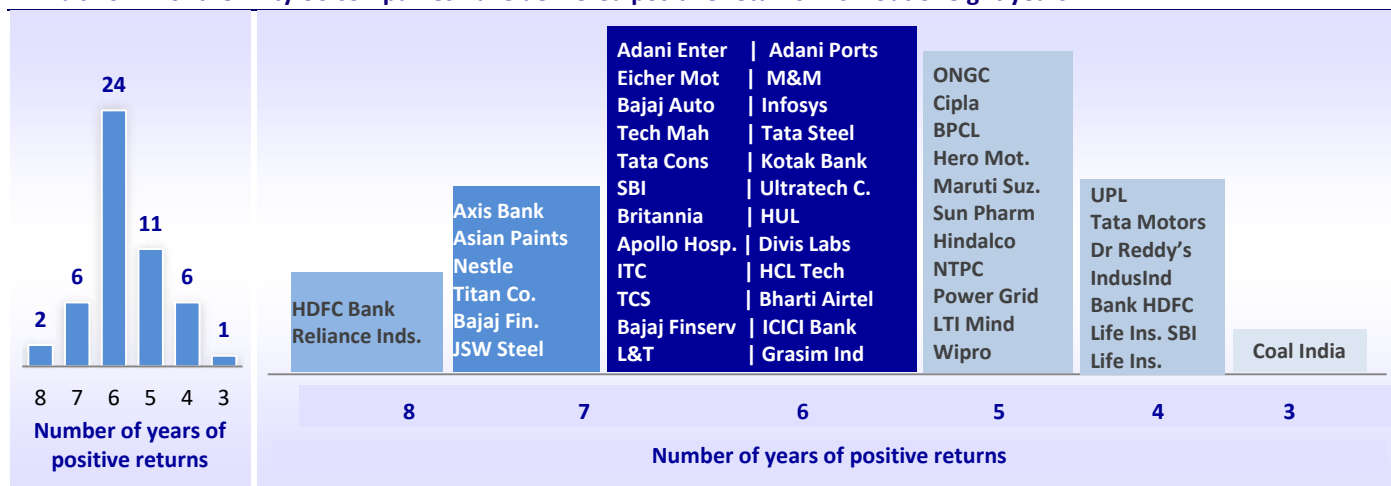 24
11
6
6
2
1
8 7 6 5 4 3
Number of years of
positive returns
HDFC Bank
Reliance Inds.
Axis Bank
Asian Paints
Nestle
Titan Co.
Bajaj Fin.
JSW Steel
Adani Enter | Adani Ports
Eicher Mot | M&M
Bajaj Auto | Infosys
Tech Mah | Tata Steel
Tata Cons | Kotak Bank
SBI | Ultratech C.
Britannia | HUL
Apollo Hosp. | Divis Labs
ITC | HCL Tech
TCS | Bharti Airtel
Bajaj Finserv | ICICI Bank
L&T | Grasim Ind
ONGC
Cipla
BPCL
Hero Mot.
Maruti Suz.
Sun Pharm
Hindalco
NTPC
Power Grid
LTI Mind
Wipro
UPL
Tata Motors
Dr Reddy’s
IndusInd
Bank HDFC
Life Ins. SBI
Life Ins.
Coal India
8 7 6 5 4 3
Number of years of positive returns